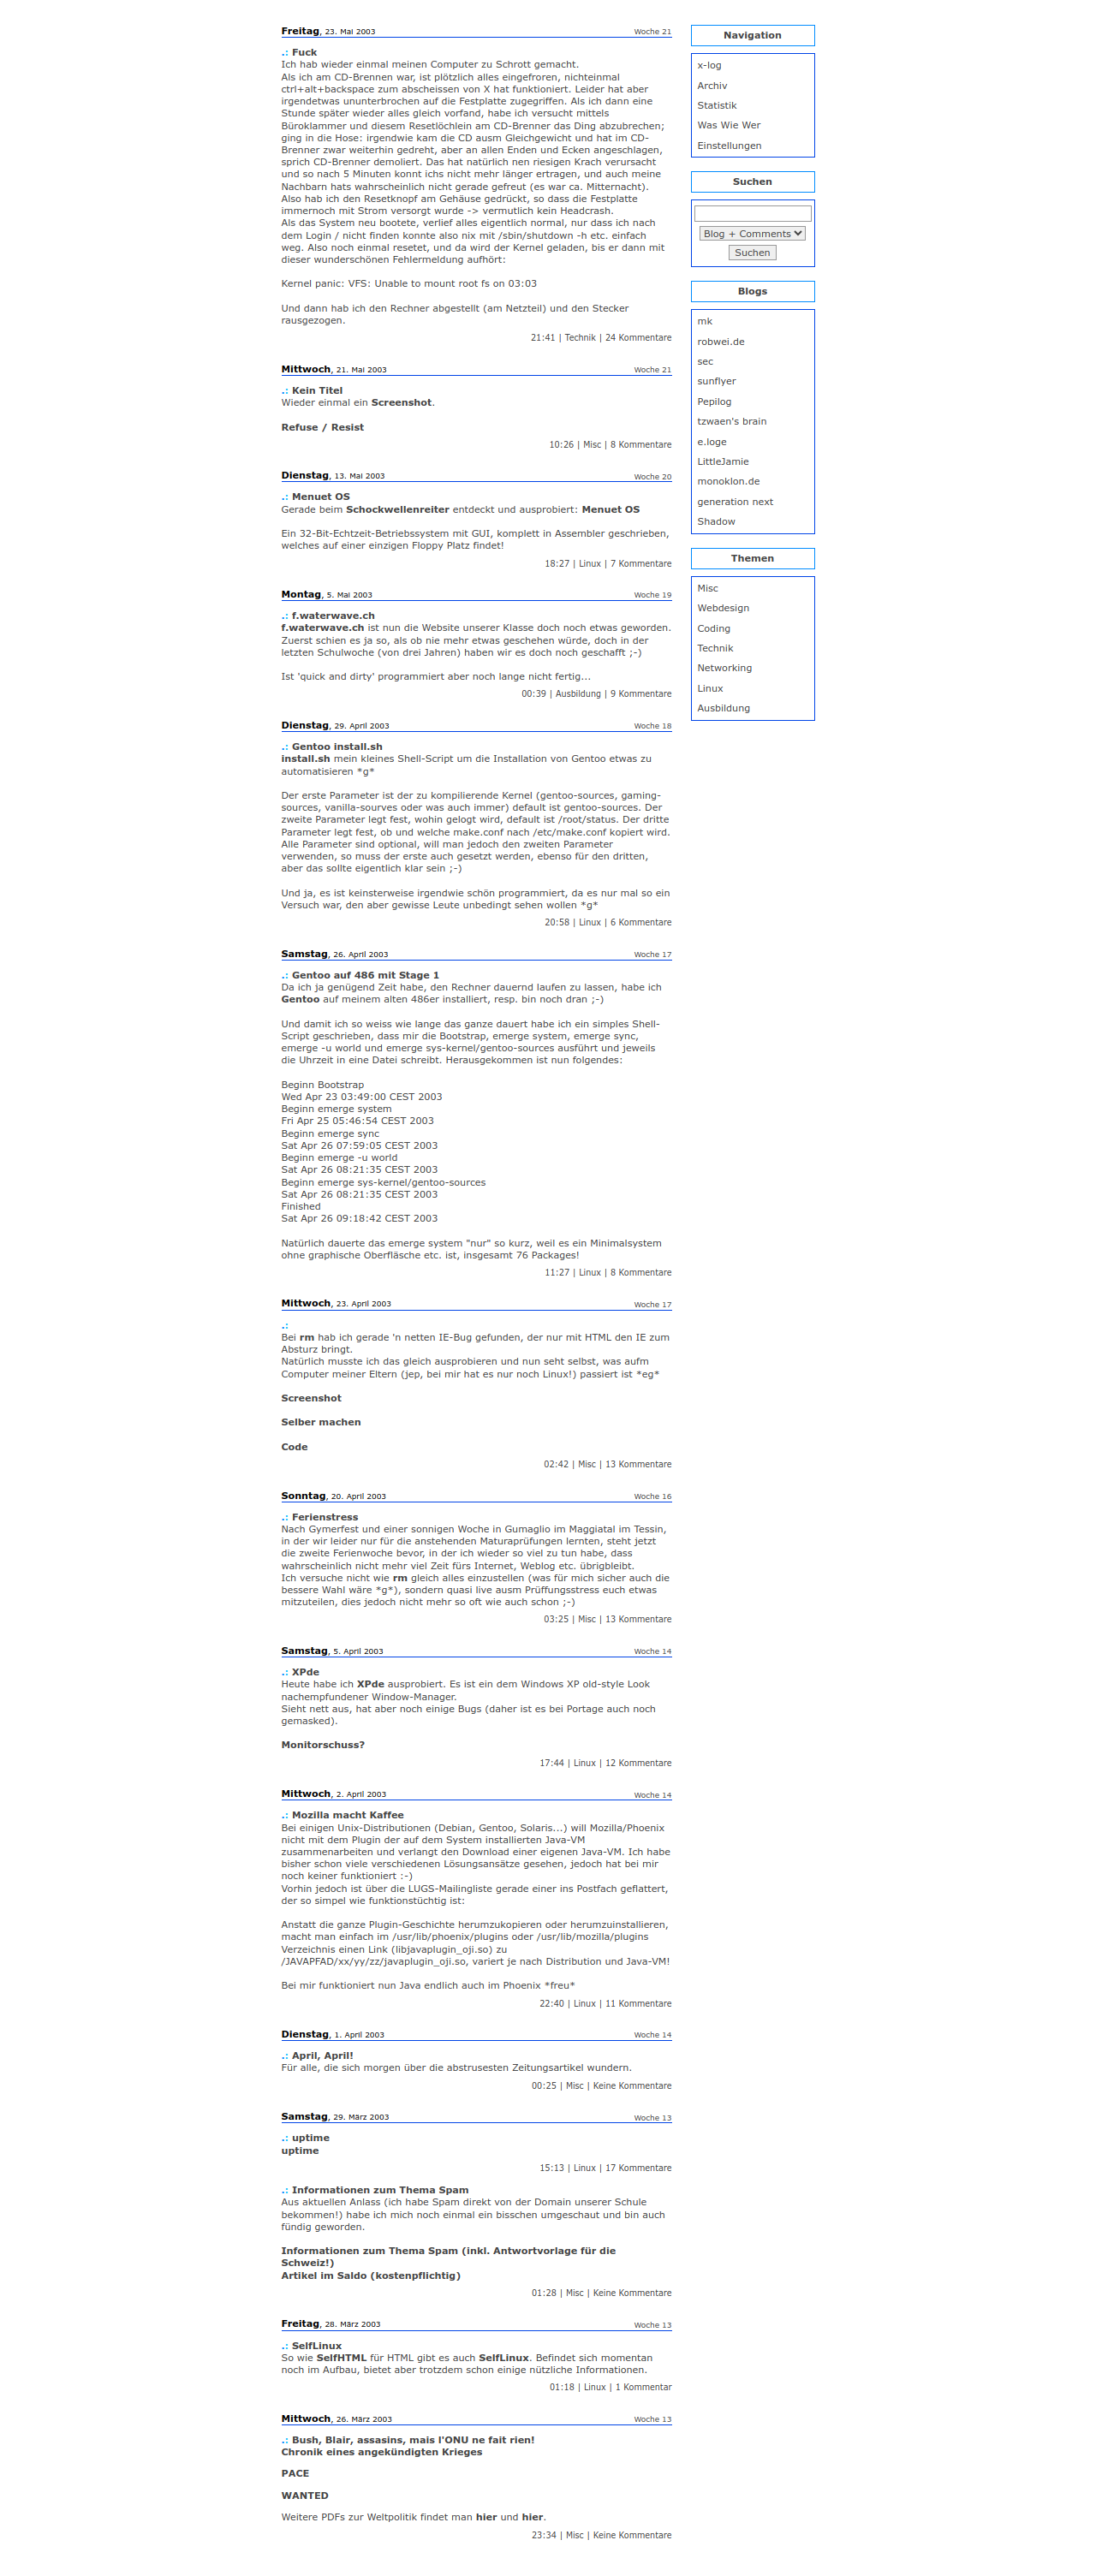 Freitag, 23. Mai 2003 Woche 21
.: Fuck
Ich hab wieder einmal meinen Computer zu Schrott gemacht.
Als ich am CD-Brennen war, ist plötzlich alles eingefroren, nichteinmal
ctrl+alt+backspace zum abscheissen von X hat funktioniert. Leider hat aber
irgendetwas ununterbrochen auf die Festplatte zugegriffen. Als ich dann eine
Stunde später wieder alles gleich vorfand, habe ich versucht mittels
Büroklammer und diesem Resetlöchlein am CD-Brenner das Ding abzubrechen;
ging in die Hose: irgendwie kam die CD ausm Gleichgewicht und hat im CD-
Brenner zwar weiterhin gedreht, aber an allen Enden und Ecken angeschlagen,
sprich CD-Brenner demoliert. Das hat natürlich nen riesigen Krach verursacht
und so nach 5 Minuten konnt ichs nicht mehr länger ertragen, und auch meine
Nachbarn hats wahrscheinlich nicht gerade gefreut (es war ca. Mitternacht).
Also hab ich den Resetknopf am Gehäuse gedrückt, so dass die Festplatte
immernoch mit Strom versorgt wurde -> vermutlich kein Headcrash.
Als das System neu bootete, verlief alles eigentlich normal, nur dass ich nach
dem Login / nicht finden konnte also nix mit /sbin/shutdown -h etc. einfach
weg. Also noch einmal resetet, und da wird der Kernel geladen, bis er dann mit
dieser wunderschönen Fehlermeldung aufhört:
Kernel panic: VFS: Unable to mount root fs on 03:03
Und dann hab ich den Rechner abgestellt (am Netzteil) und den Stecker
rausgezogen.
21:41 | Technik | 24 Kommentare
Mittwoch, 21. Mai 2003 Woche 21
.: Kein Titel
Wieder einmal ein Screenshot.
Refuse / Resist
10:26 | Misc | 8 Kommentare
Dienstag, 13. Mai 2003 Woche 20
.: Menuet OS
Gerade beim Schockwellenreiter entdeckt und ausprobiert: Menuet OS
Ein 32-Bit-Echtzeit-Betriebssystem mit GUI, komplett in Assembler geschrieben,
welches auf einer einzigen Floppy Platz findet!
18:27 | Linux | 7 Kommentare
Montag, 5. Mai 2003 Woche 19
.: f.waterwave.ch
f.waterwave.ch ist nun die Website unserer Klasse doch noch etwas geworden.
Zuerst schien es ja so, als ob nie mehr etwas geschehen würde, doch in der
letzten Schulwoche (von drei Jahren) haben wir es doch noch geschafft ;-)
Ist 'quick and dirty' programmiert aber noch lange nicht fertig...
00:39 | Ausbildung | 9 Kommentare
Dienstag, 29. April 2003 Woche 18
.: Gentoo install.sh
install.sh mein kleines Shell-Script um die Installation von Gentoo etwas zu
automatisieren *g*
Der erste Parameter ist der zu kompilierende Kernel (gentoo-sources, gaming-
sources, vanilla-sourves oder was auch immer) default ist gentoo-sources. Der
zweite Parameter legt fest, wohin gelogt wird, default ist /root/status. Der dritte
Parameter legt fest, ob und welche make.conf nach /etc/make.conf kopiert wird.
Alle Parameter sind optional, will man jedoch den zweiten Parameter
verwenden, so muss der erste auch gesetzt werden, ebenso für den dritten,
aber das sollte eigentlich klar sein ;-)
Und ja, es ist keinsterweise irgendwie schön programmiert, da es nur mal so ein
Versuch war, den aber gewisse Leute unbedingt sehen wollen *g*
20:58 | Linux | 6 Kommentare
Samstag, 26. April 2003 Woche 17
.: Gentoo auf 486 mit Stage 1
Da ich ja genügend Zeit habe, den Rechner dauernd laufen zu lassen, habe ich
Gentoo auf meinem alten 486er installiert, resp. bin noch dran ;-)
Und damit ich so weiss wie lange das ganze dauert habe ich ein simples Shell-
Script geschrieben, dass mir die Bootstrap, emerge system, emerge sync,
emerge -u world und emerge sys-kernel/gentoo-sources ausführt und jeweils
die Uhrzeit in eine Datei schreibt. Herausgekommen ist nun folgendes:
Beginn Bootstrap
Wed Apr 23 03:49:00 CEST 2003
Beginn emerge system
Fri Apr 25 05:46:54 CEST 2003
Beginn emerge sync
Sat Apr 26 07:59:05 CEST 2003
Beginn emerge -u world
Sat Apr 26 08:21:35 CEST 2003
Beginn emerge sys-kernel/gentoo-sources
Sat Apr 26 08:21:35 CEST 2003
Finished
Sat Apr 26 09:18:42 CEST 2003
Natürlich dauerte das emerge system "nur" so kurz, weil es ein Minimalsystem
ohne graphische Oberfläsche etc. ist, insgesamt 76 Packages!
11:27 | Linux | 8 Kommentare
Mittwoch, 23. April 2003 Woche 17
.:
Bei rm hab ich gerade 'n netten IE-Bug gefunden, der nur mit HTML den IE zum
Absturz bringt.
Natürlich musste ich das gleich ausprobieren und nun seht selbst, was aufm
Computer meiner Eltern (jep, bei mir hat es nur noch Linux!) passiert ist *eg*
Screenshot
Selber machen
Code
02:42 | Misc | 13 Kommentare
Sonntag, 20. April 2003 Woche 16
.: Ferienstress
Nach Gymerfest und einer sonnigen Woche in Gumaglio im Maggiatal im Tessin,
in der wir leider nur für die anstehenden Maturaprüfungen lernten, steht jetzt
die zweite Ferienwoche bevor, in der ich wieder so viel zu tun habe, dass
wahrscheinlich nicht mehr viel Zeit fürs Internet, Weblog etc. übrigbleibt.
Ich versuche nicht wie rm gleich alles einzustellen (was für mich sicher auch die
bessere Wahl wäre *g*), sondern quasi live ausm Prüffungsstress euch etwas
mitzuteilen, dies jedoch nicht mehr so oft wie auch schon ;-)
03:25 | Misc | 13 Kommentare
Samstag, 5. April 2003 Woche 14
.: XPde
Heute habe ich XPde ausprobiert. Es ist ein dem Windows XP old-style Look
nachempfundener Window-Manager.
Sieht nett aus, hat aber noch einige Bugs (daher ist es bei Portage auch noch
gemasked).
Monitorschuss?
17:44 | Linux | 12 Kommentare
Mittwoch, 2. April 2003 Woche 14
.: Mozilla macht Kaffee
Bei einigen Unix-Distributionen (Debian, Gentoo, Solaris...) will Mozilla/Phoenix
nicht mit dem Plugin der auf dem System installierten Java-VM
zusammenarbeiten und verlangt den Download einer eigenen Java-VM. Ich habe
bisher schon viele verschiedenen Lösungsansätze gesehen, jedoch hat bei mir
noch keiner funktioniert :-)
Vorhin jedoch ist über die LUGS-Mailingliste gerade einer ins Postfach geflattert,
der so simpel wie funktionstüchtig ist:
Anstatt die ganze Plugin-Geschichte herumzukopieren oder herumzuinstallieren,
macht man einfach im /usr/lib/phoenix/plugins oder /usr/lib/mozilla/plugins
Verzeichnis einen Link (libjavaplugin_oji.so) zu
/JAVAPFAD/xx/yy/zz/javaplugin_oji.so, variert je nach Distribution und Java-VM!
Bei mir funktioniert nun Java endlich auch im Phoenix *freu*
22:40 | Linux | 11 Kommentare
Dienstag, 1. April 2003 Woche 14
.: April, April!
Für alle, die sich morgen über die abstrusesten Zeitungsartikel wundern.
00:25 | Misc | Keine Kommentare
Samstag, 29. März 2003 Woche 13
.: uptime
uptime
15:13 | Linux | 17 Kommentare
.: Informationen zum Thema Spam
Aus aktuellen Anlass (ich habe Spam direkt von der Domain unserer Schule
bekommen!) habe ich mich noch einmal ein bisschen umgeschaut und bin auch
fündig geworden.
Informationen zum Thema Spam (inkl. Antwortvorlage für die
Schweiz!)
Artikel im Saldo (kostenpflichtig)
01:28 | Misc | Keine Kommentare
Freitag, 28. März 2003 Woche 13
.: SelfLinux
So wie SelfHTML für HTML gibt es auch SelfLinux. Befindet sich momentan
noch im Aufbau, bietet aber trotzdem schon einige nützliche Informationen.
01:18 | Linux | 1 Kommentar
Mittwoch, 26. März 2003 Woche 13
.: Bush, Blair, assasins, mais l'ONU ne fait rien!
Chronik eines angekündigten Krieges
PACE
WANTED
Weitere PDFs zur Weltpolitik findet man hier und hier.
23:34 | Misc | Keine Kommentare
Navigation
x-log
Archiv
Statistik
Was Wie Wer
Einstellungen
Suchen
Blog + Comments
Suchen
Blogs
mk
robwei.de
sec
sunflyer
Pepilog
tzwaen's brain
e.loge
LittleJamie
monoklon.de
generation next
Shadow
Themen
Misc
Webdesign
Coding
Technik
Networking
Linux
Ausbildung